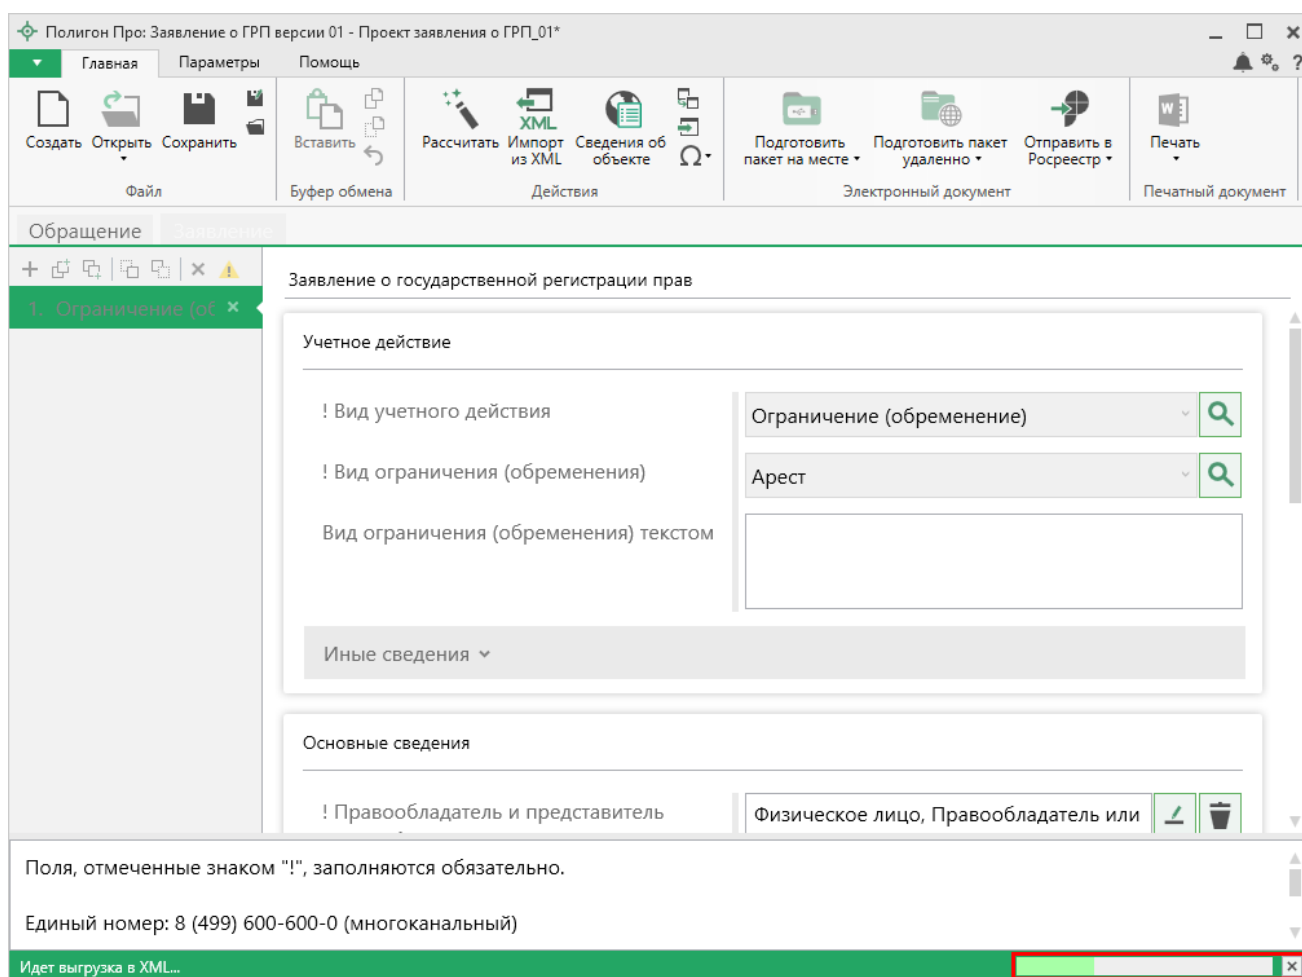 Полигон Про: Заявление о ГРП версии 01 - Проект заявления о ГРП_01*
Главная Параметры Помощь
Создать Открыть Сохранить
Файл
Вставить
Буфер обмена
Рассчитать Импорт из XML Сведения об объекте
Действия
Подготовить пакет на месте Подготовить пакет удаленно Отправить в Росреестр
Электронный документ
Печать
Печатный документ
Обращение Заявление
1. Ограничение (об
Заявление о государственной регистрации прав
Учетное действие
! Вид учетного действия
Ограничение (обременение)
! Вид ограничения (обременения)
Арест
Вид ограничения (обременения) текстом
Иные сведения
Основные сведения
! Правообладатель и представитель
Физическое лицо, Правообладатель или
Поля, отмеченные знаком "!", заполняются обязательно.
Единый номер: 8 (499) 600-600-0 (многоканальный)
Идет выгрузка в XML...